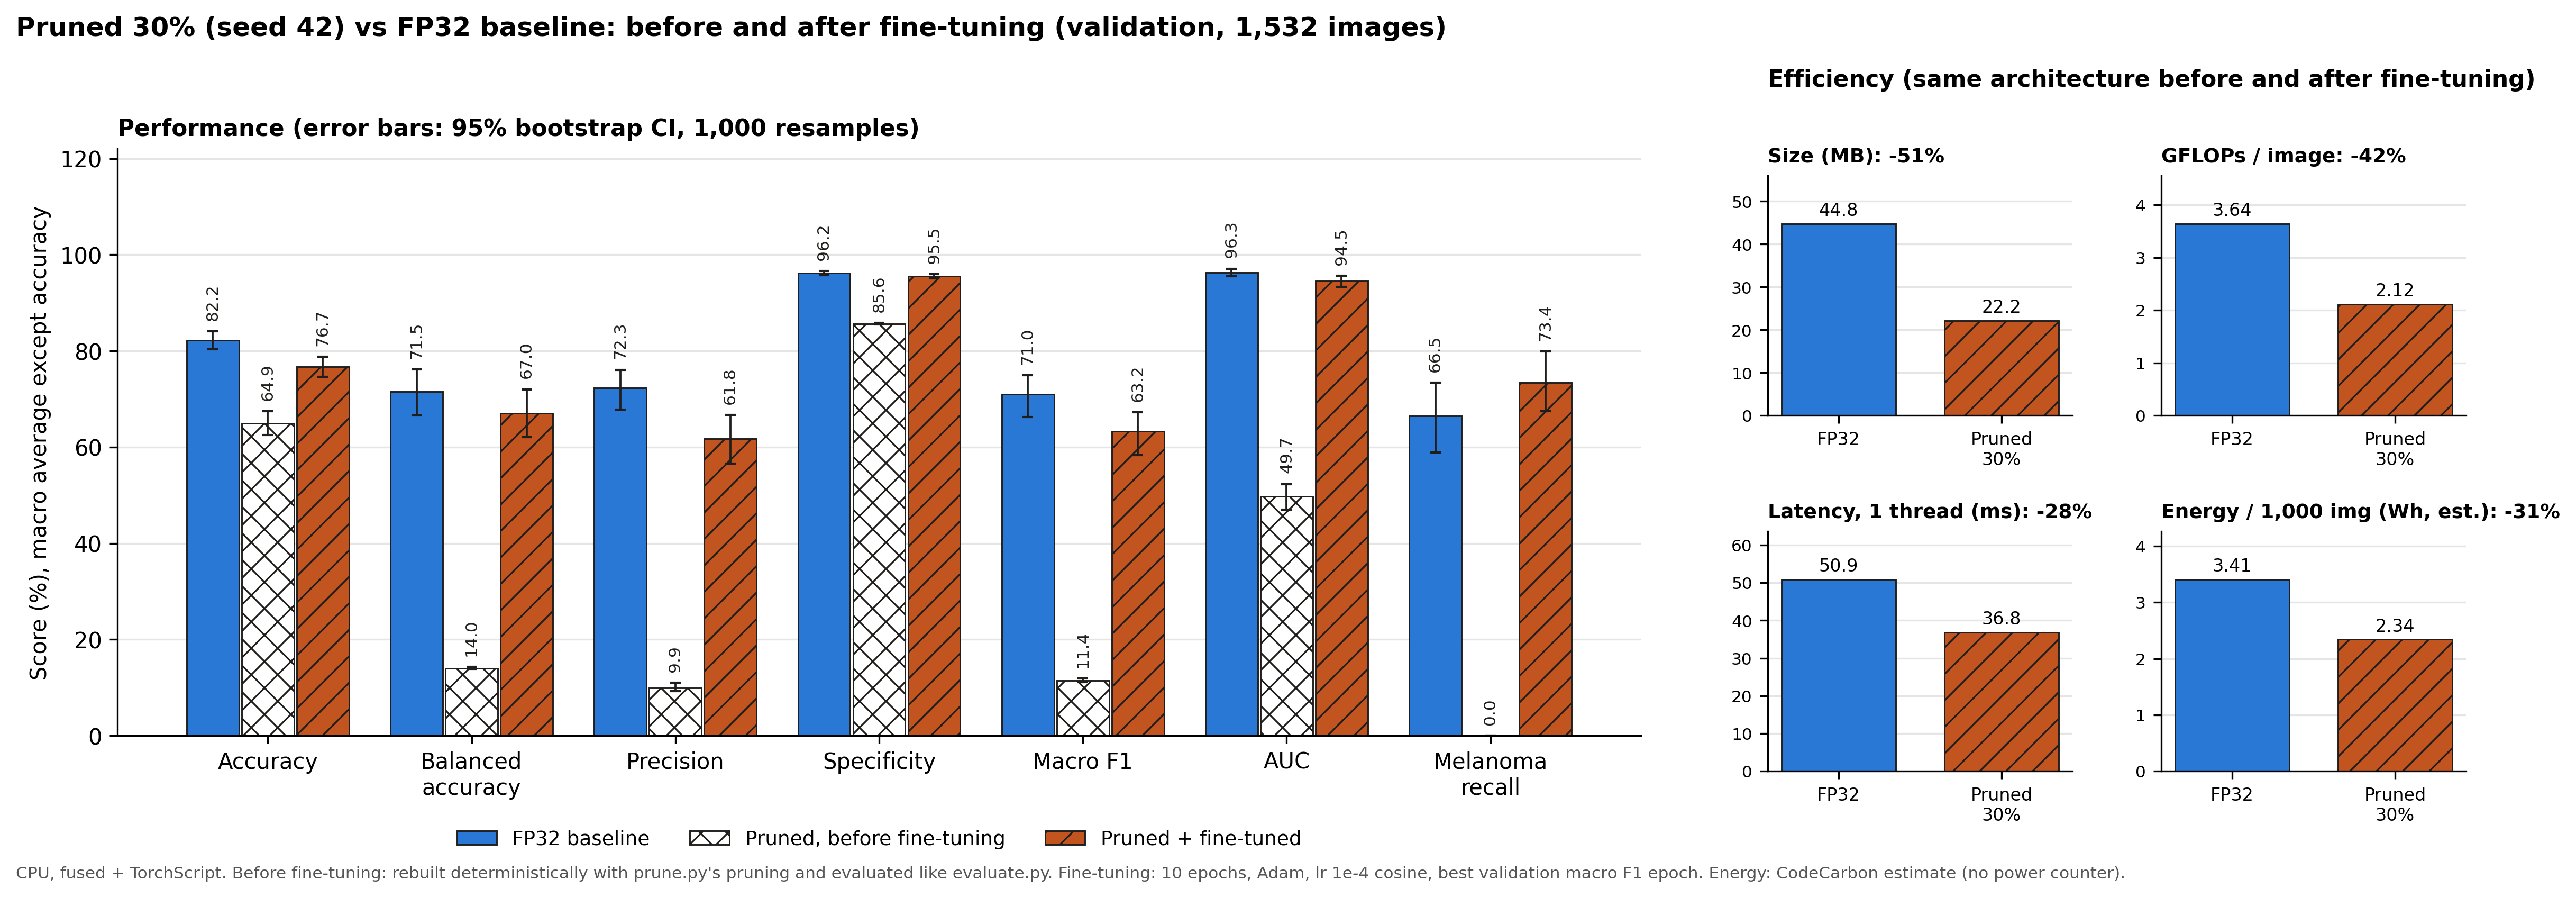 Pruned 30% (seed 42) vs FP32 baseline: before and after fine-tuning (validation, 1,532 images)
Performance (error bars: 95% bootstrap CI, 1,000 resamples)
Score (%), macro average except accuracy
120
100
80
60
40
20
0
82.2
64.9
76.7
71.5
14.0
67.0
72.3
9.9
61.8
96.2
85.6
95.5
71.0
11.4
63.2
96.3
49.7
94.5
66.5
0.0
73.4
Accuracy
Balanced
accuracy
Precision
Specificity
Macro F1
AUC
Melanoma
recall
FP32 baseline
Pruned, before fine-tuning
Pruned + fine-tuned
Efficiency (same architecture before and after fine-tuning)
Size (MB): -51%
50
40
30
20
10
0
44.8
22.2
FP32
Pruned
30%
GFLOPs / image: -42%
4
3
2
1
0
3.64
2.12
FP32
Pruned
30%
Latency, 1 thread (ms): -28%
60
50
40
30
20
10
0
50.9
36.8
FP32
Pruned
30%
Energy / 1,000 img (Wh, est.): -31%
4
3
2
1
0
3.41
2.34
FP32
Pruned
30%
CPU, fused + TorchScript. Before fine-tuning: rebuilt deterministically with prune.py's pruning and evaluated like evaluate.py. Fine-tuning: 10 epochs, Adam, lr 1e-4 cosine, best validation macro F1 epoch. Energy: CodeCarbon estimate (no power counter).